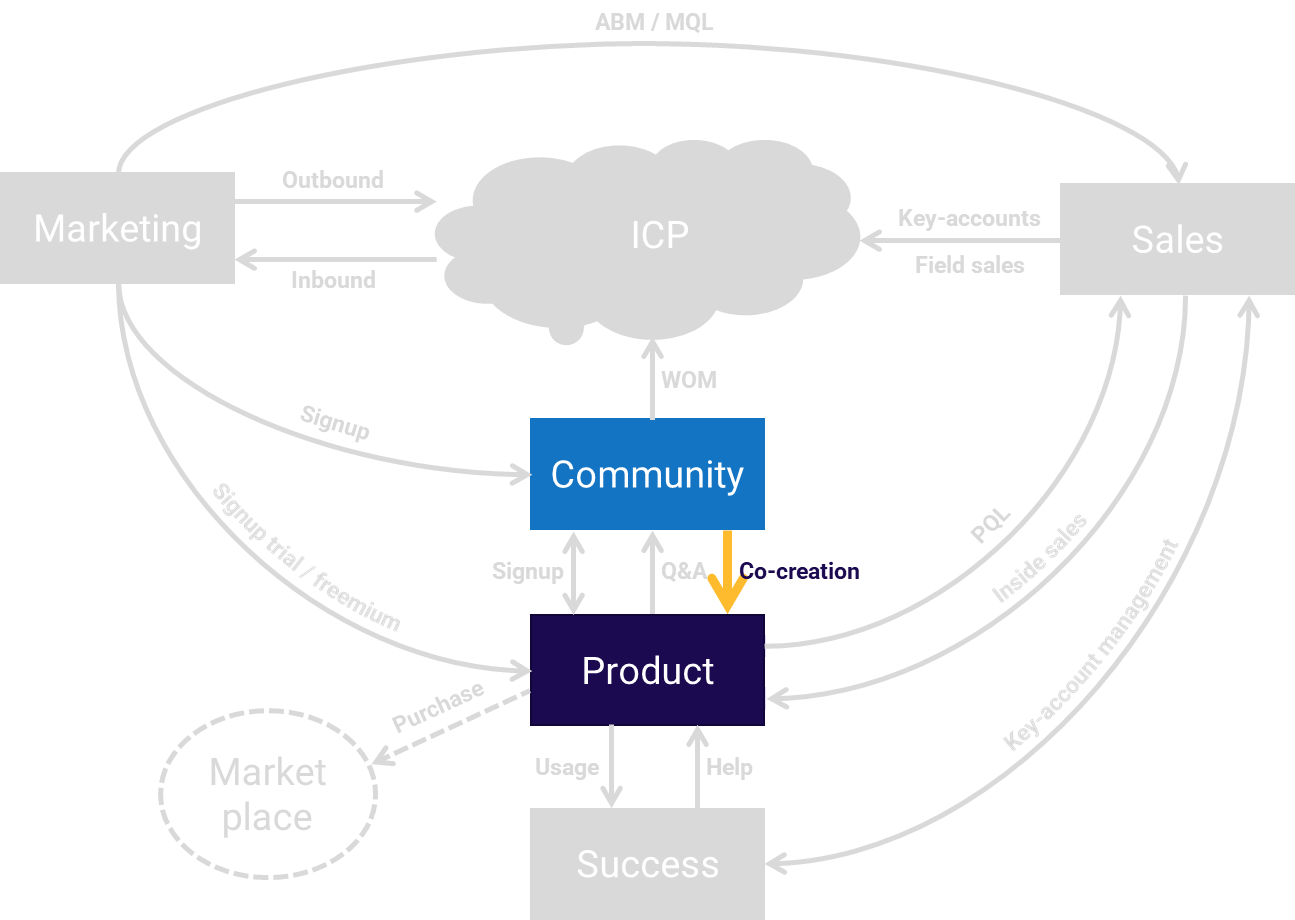 ABM / MQL
Outbound
Marketing
ICP
Key-accounts
Sales
Inbound
Field sales
WOM
Signup
Community
Signup trial / freemium
Signup
Q&A
Co-creation
PQL
Inside sales
Key-account management
Product
Purchase
Market
place
Usage
Help
Success